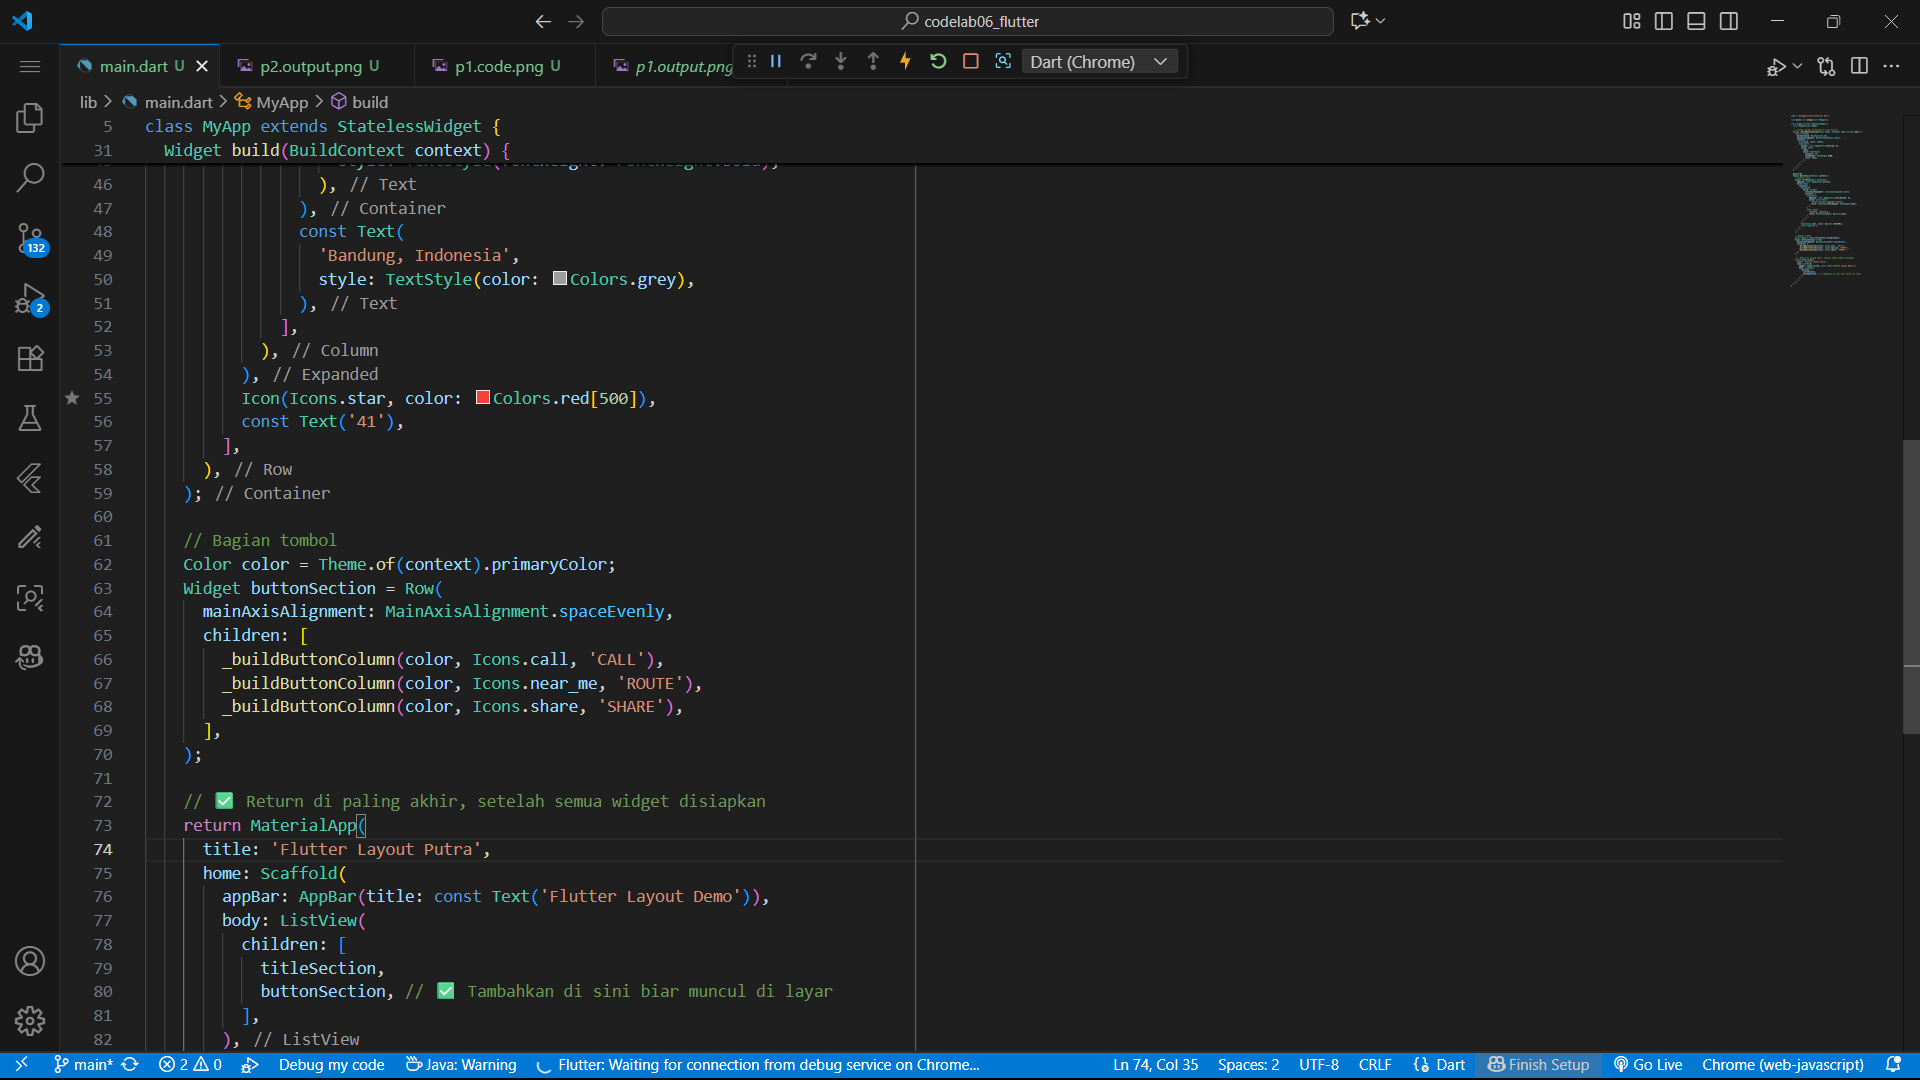 codelab06_flutter
main.dart U
p2.output.png U
p1.code.png U
p1.output.png
Dart (Chrome)
lib > main.dart > MyApp > build
5 class MyApp extends StatelessWidget {
31 Widget build(BuildContext context) {
46 ), // Text
47 ), // Container
48 const Text(
49 'Bandung, Indonesia',
50 style: TextStyle(color: Colors.grey),
51 ), // Text
52 ],
53 ), // Column
54 ), // Expanded
55 Icon(Icons.star, color: Colors.red[500]),
56 const Text('41'),
57 ],
58 ), // Row
59 ); // Container
60
61 // Bagian tombol
62 Color color = Theme.of(context).primaryColor;
63 Widget buttonSection = Row(
64 mainAxisAlignment: MainAxisAlignment.spaceEvenly,
65 children: [
66 _buildButtonColumn(color, Icons.call, 'CALL'),
67 _buildButtonColumn(color, Icons.near_me, 'ROUTE'),
68 _buildButtonColumn(color, Icons.share, 'SHARE'),
69 ],
70 );
71
72 // ✅ Return di paling akhir, setelah semua widget disiapkan
73 return MaterialApp(
74 title: 'Flutter Layout Putra',
75 home: Scaffold(
76 appBar: AppBar(title: const Text('Flutter Layout Demo')),
77 body: ListView(
78 children: [
79 titleSection,
80 buttonSection, // ✅ Tambahkan di sini biar muncul di layar
81 ],
82 ), // ListView
132
2
main* 2 0 Debug my code Java: Warning Flutter: Waiting for connection from debug service on Chrome... Ln 74, Col 35 Spaces: 2 UTF-8 CRLF Dart Finish Setup Go Live Chrome (web-javascript)